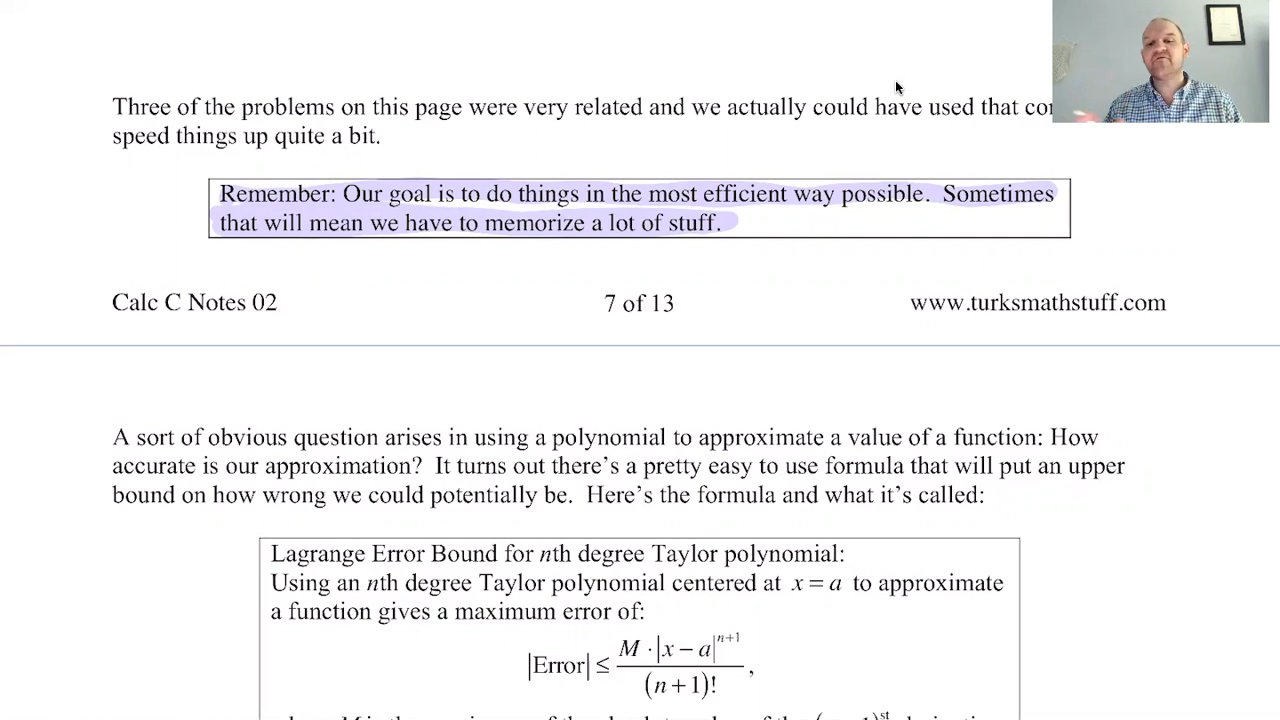 Three of the problems on this page were very related and we actually could have used that
speed things up quite a bit.
Remember: Our goal is to do things in the most efficient way possible. Sometimes
that will mean we have to memorize a lot of stuff.
Calc C Notes 02 7 of 13 www.turksmathstuff.com
A sort of obvious question arises in using a polynomial to approximate a value of a function: How
accurate is our approximation? It turns out there's a pretty easy to use formula that will put an upper
bound on how wrong we could potentially be. Here's the formula and what it's called:
Lagrange Error Bound for nth degree Taylor polynomial:
Using an nth degree Taylor polynomial centered at x = a to approximate
a function gives a maximum error of:
|Error| ≤ M · |x − a|ⁿ⁺¹ / (n + 1)! ,